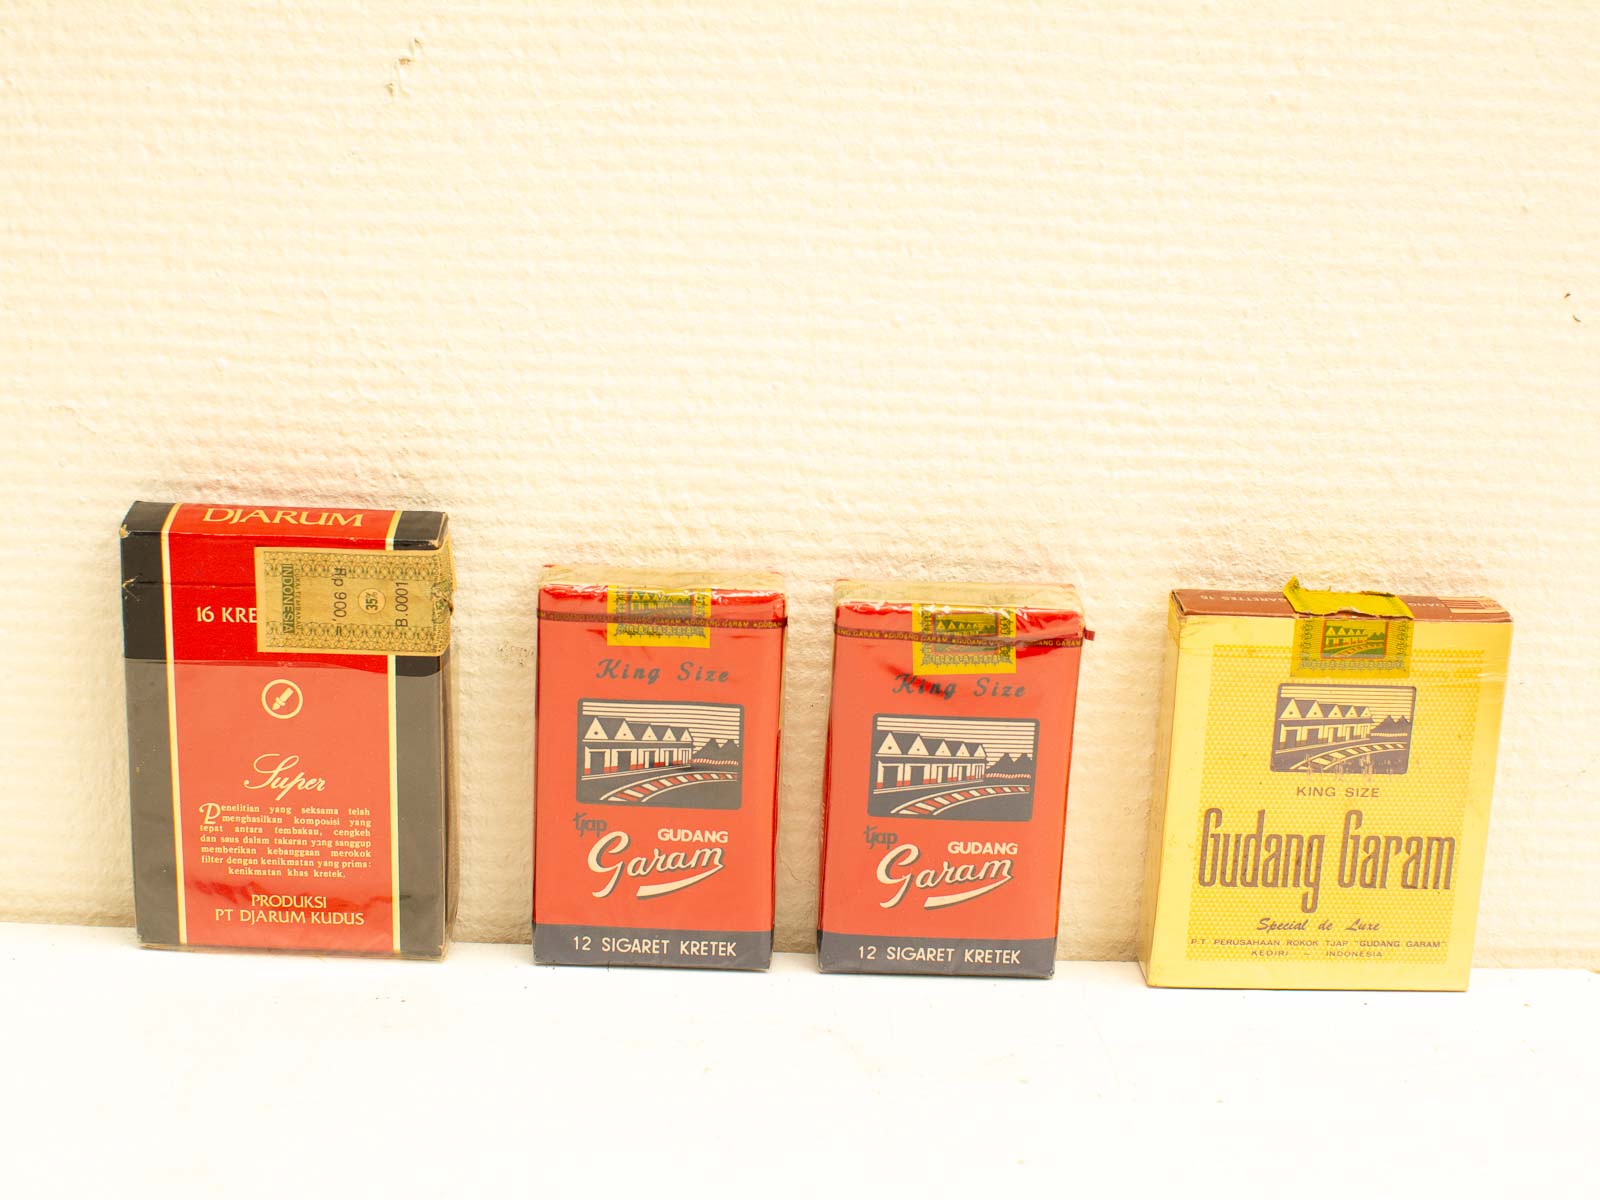 DJARUM
16 KRE
INDONESIA
Rp 900,-
35%
B.0001
Super
Penelitian yang seksama telah
menghasilkan komposisi yang
tepat antara tembakau, cengkeh
dan saus dalam takaran yang sanggup
memberikan kebanggaan merokok
filter dengan kenikmatan yang prima:
kenikmatan khas kretek.
PRODUKSI
PT DJARUM KUDUS
King Size
tjap
GUDANG
Garam
12 SIGARET KRETEK
King Size
tjap
GUDANG
Garam
12 SIGARET KRETEK
KING SIZE
Gudang Garam
Special de Luxe
P.T. PERUSAHAAN ROKOK TJAP "GUDANG GARAM"
KEDIRI – INDONESIA